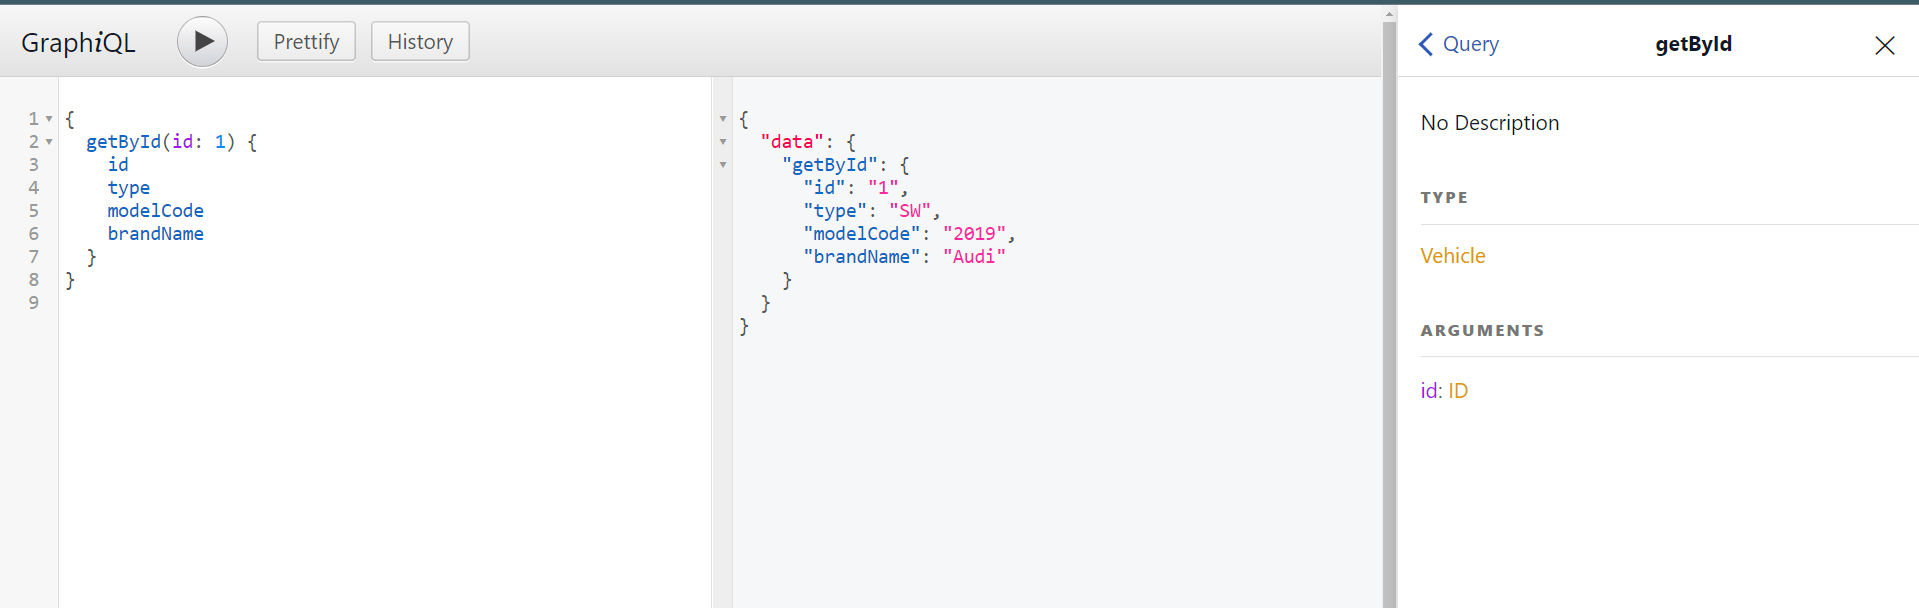 GraphiQL
Prettify
History
1 {
2 getById(id: 1) {
3 id
4 type
5 modelCode
6 brandName
7 }
8 }
9
{
"data": {
"getById": {
"id": "1",
"type": "SW",
"modelCode": "2019",
"brandName": "Audi"
}
}
}
Query
getById
No Description
TYPE
Vehicle
ARGUMENTS
id: ID